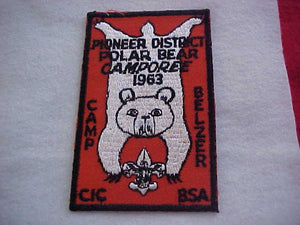 PIONEER DISTRICT
POLAR BEAR
CAMPOREE
1963
CAMP
BELZER
CIC
BSA